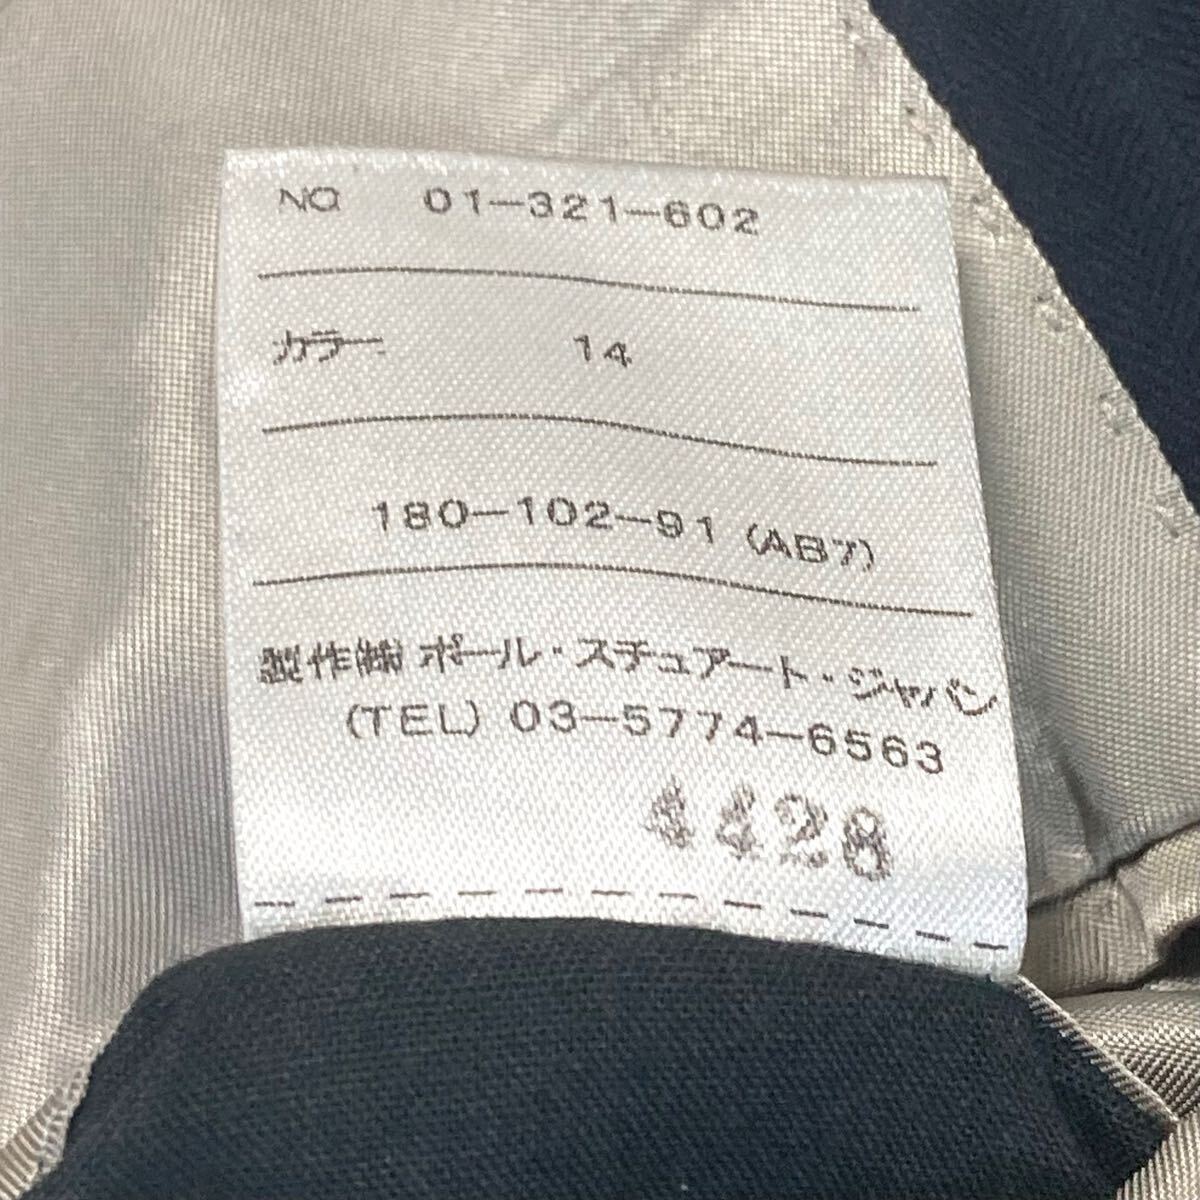 NO. 01-321-602
カラー 14
180-102-91 (AB7)
製作㈱ポール・スチュアート・ジャパン
(TEL) 03-5774-6563
4428